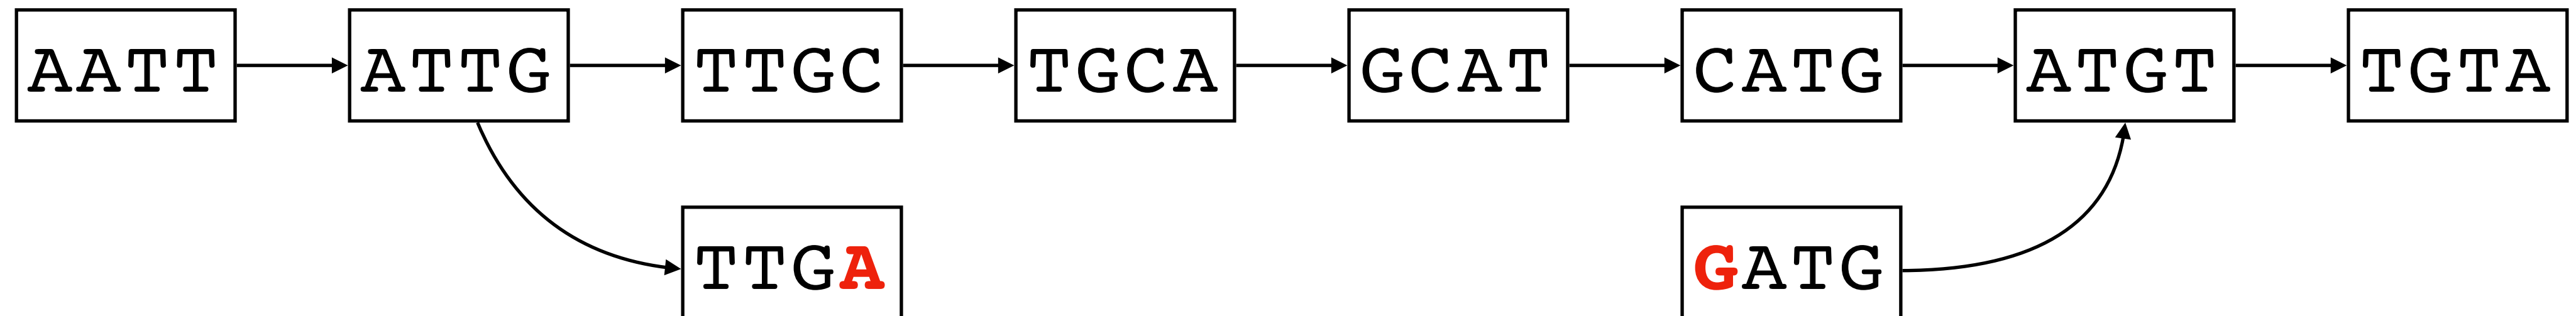 AATT ATTG TTGC TGCA GCAT CATG ATGT TGTA
TTGA GATG